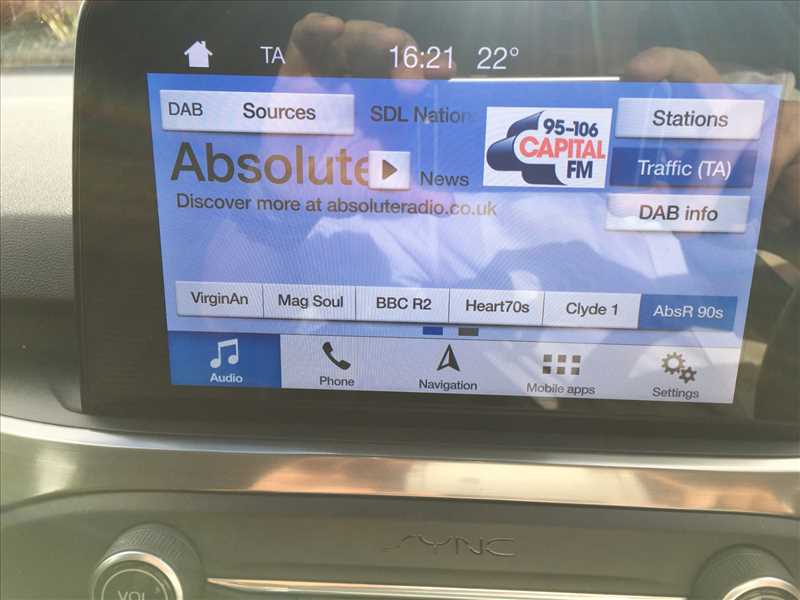 TA 16:21 22°
DAB Sources SDL Nation
95-106
CAPITAL
FM
Stations
Absolute News
Traffic (TA)
Discover more at absoluteradio.co.uk
DAB info
VirginAn Mag Soul BBC R2 Heart70s Clyde 1 AbsR 90s
Audio Phone Navigation Mobile apps Settings
SYNC
VOL